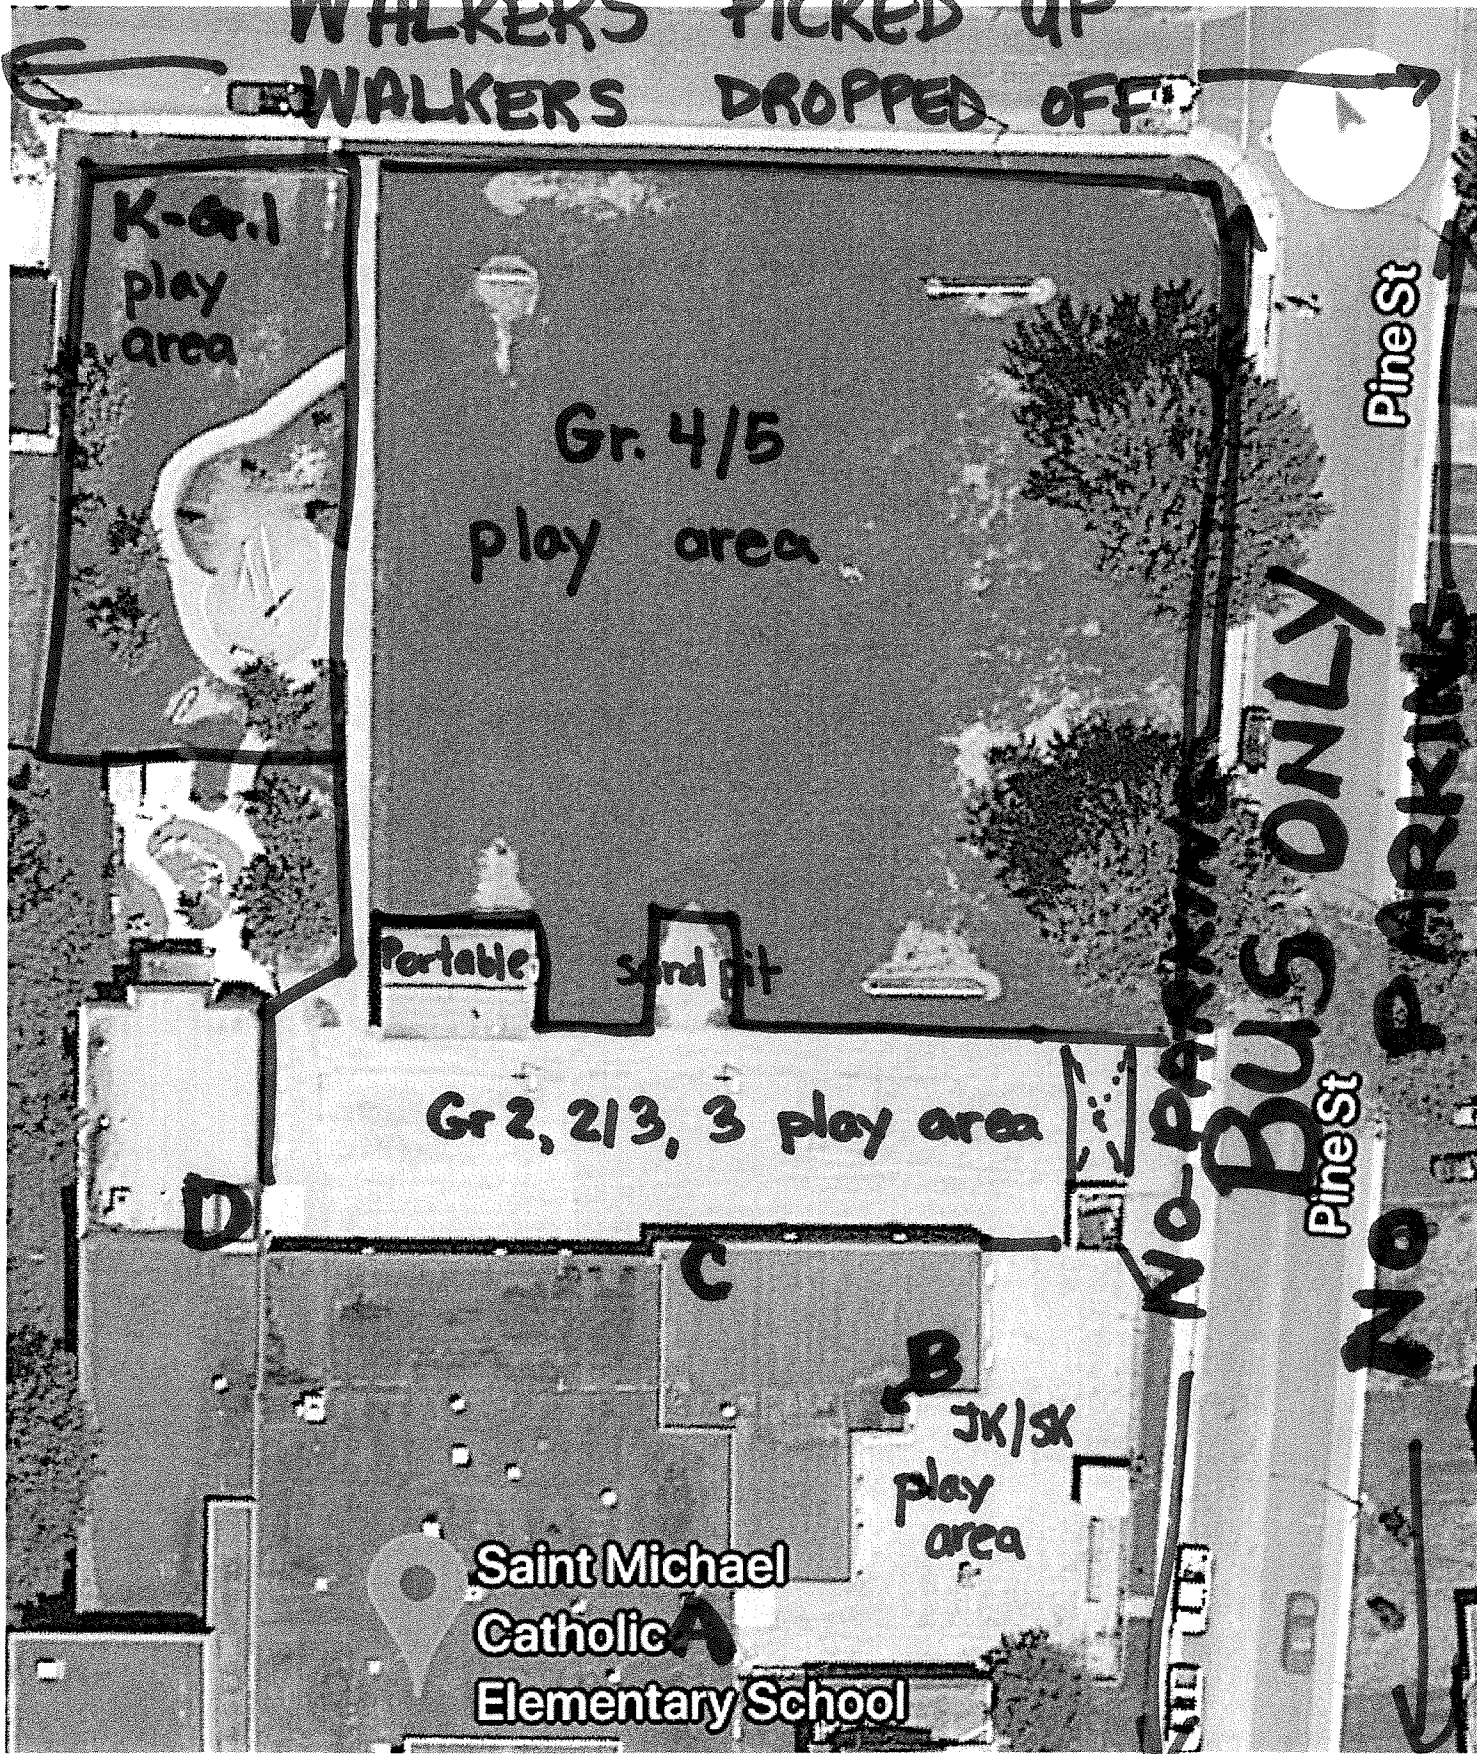 WALKERS PICKED UP
WALKERS DROPPED OFF
K-Gr.1
play
area
Pine St
Gr. 4/5
play area
BUS ONLY
NO PARKING
NO-PARKING
Portable
sand pit
Gr 2, 2/3, 3 play area
Pine St
D
C
B
JK/SK
play
area
Saint Michael
Catholic
A
Elementary School